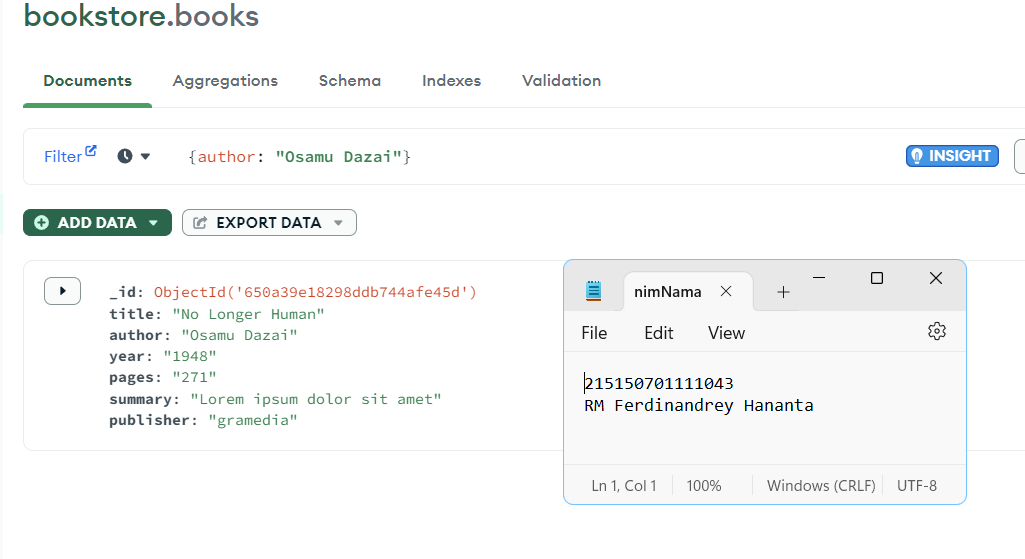 bookstore.books
Documents Aggregations Schema Indexes Validation
Filter {author: "Osamu Dazai"} INSIGHT
ADD DATA EXPORT DATA
_id: ObjectId('650a39e18298ddb744afe45d')
title: "No Longer Human"
author: "Osamu Dazai"
year: "1948"
pages: "271"
summary: "Lorem ipsum dolor sit amet"
publisher: "gramedia"
nimNama
File Edit View
215150701111043
RM Ferdinandrey Hananta
Ln 1, Col 1 100% Windows (CRLF) UTF-8